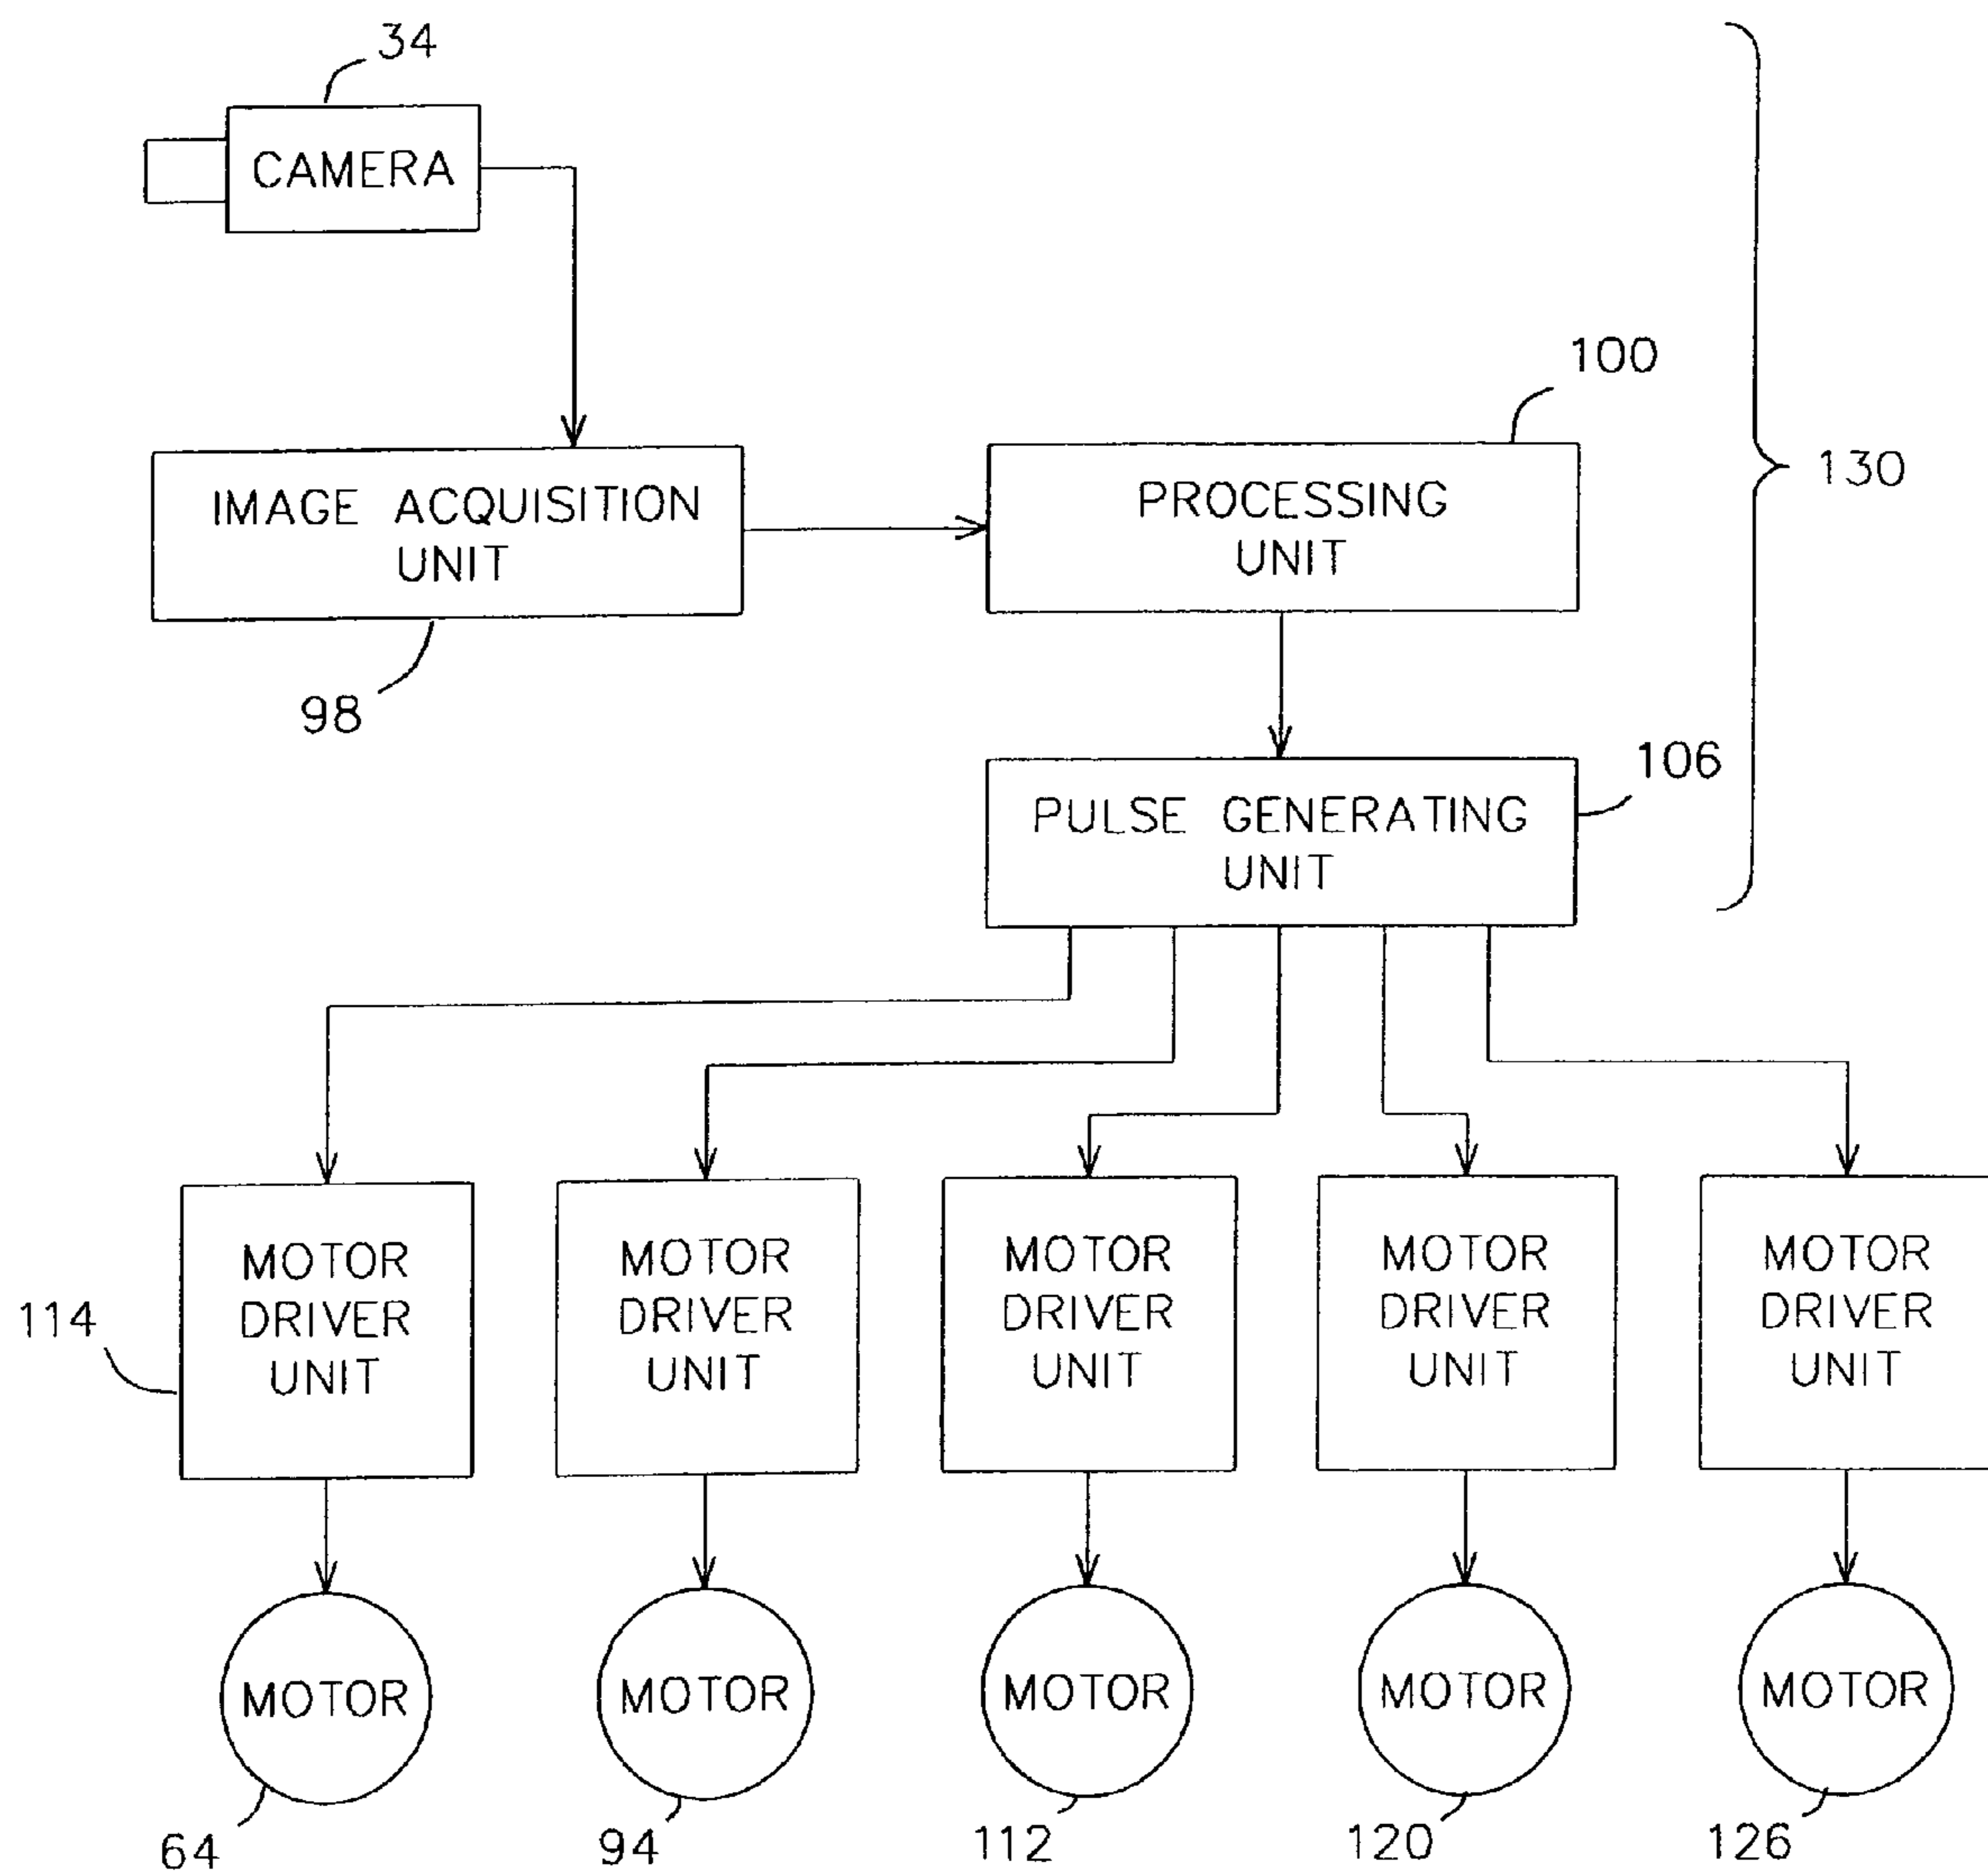 34
CAMERA
100
130
IMAGE ACQUISITION
UNIT
PROCESSING
UNIT
98
106
PULSE GENERATING
UNIT
114
MOTOR
DRIVER
UNIT
MOTOR
DRIVER
UNIT
MOTOR
DRIVER
UNIT
MOTOR
DRIVER
UNIT
MOTOR
DRIVER
UNIT
MOTOR
MOTOR
MOTOR
MOTOR
MOTOR
64
94
112
120
126